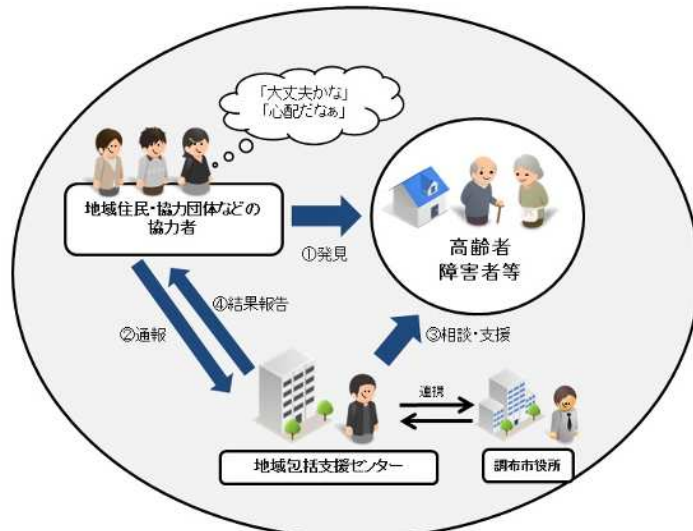 「大丈夫かな」
「心配だなぁ」
地域住民・協力団体などの
協力者
①発見
高齢者
障害者等
④結果報告
②通報
③相談・支援
連携
地域包括支援センター
調布市役所